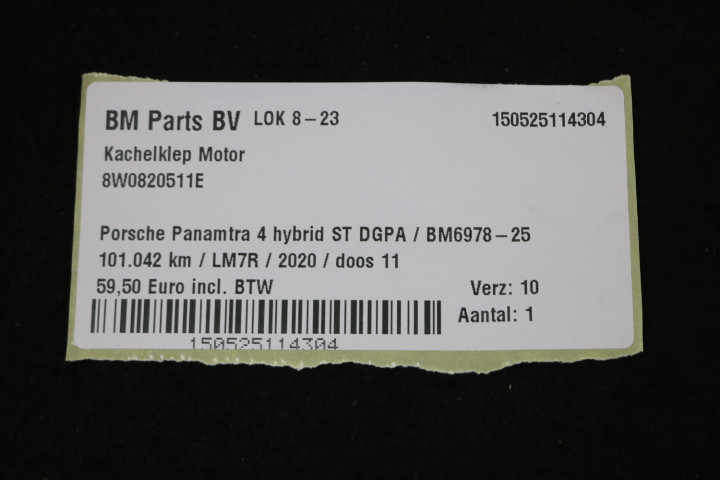 BM Parts BV LOK 8-23 150525114304
Kachelklep Motor
8W0820511E
Porsche Panamtra 4 hybrid ST DGPA / BM6978-25
101.042 km / LM7R / 2020 / doos 11
59,50 Euro incl. BTW Verz: 10
Aantal: 1
150525114304